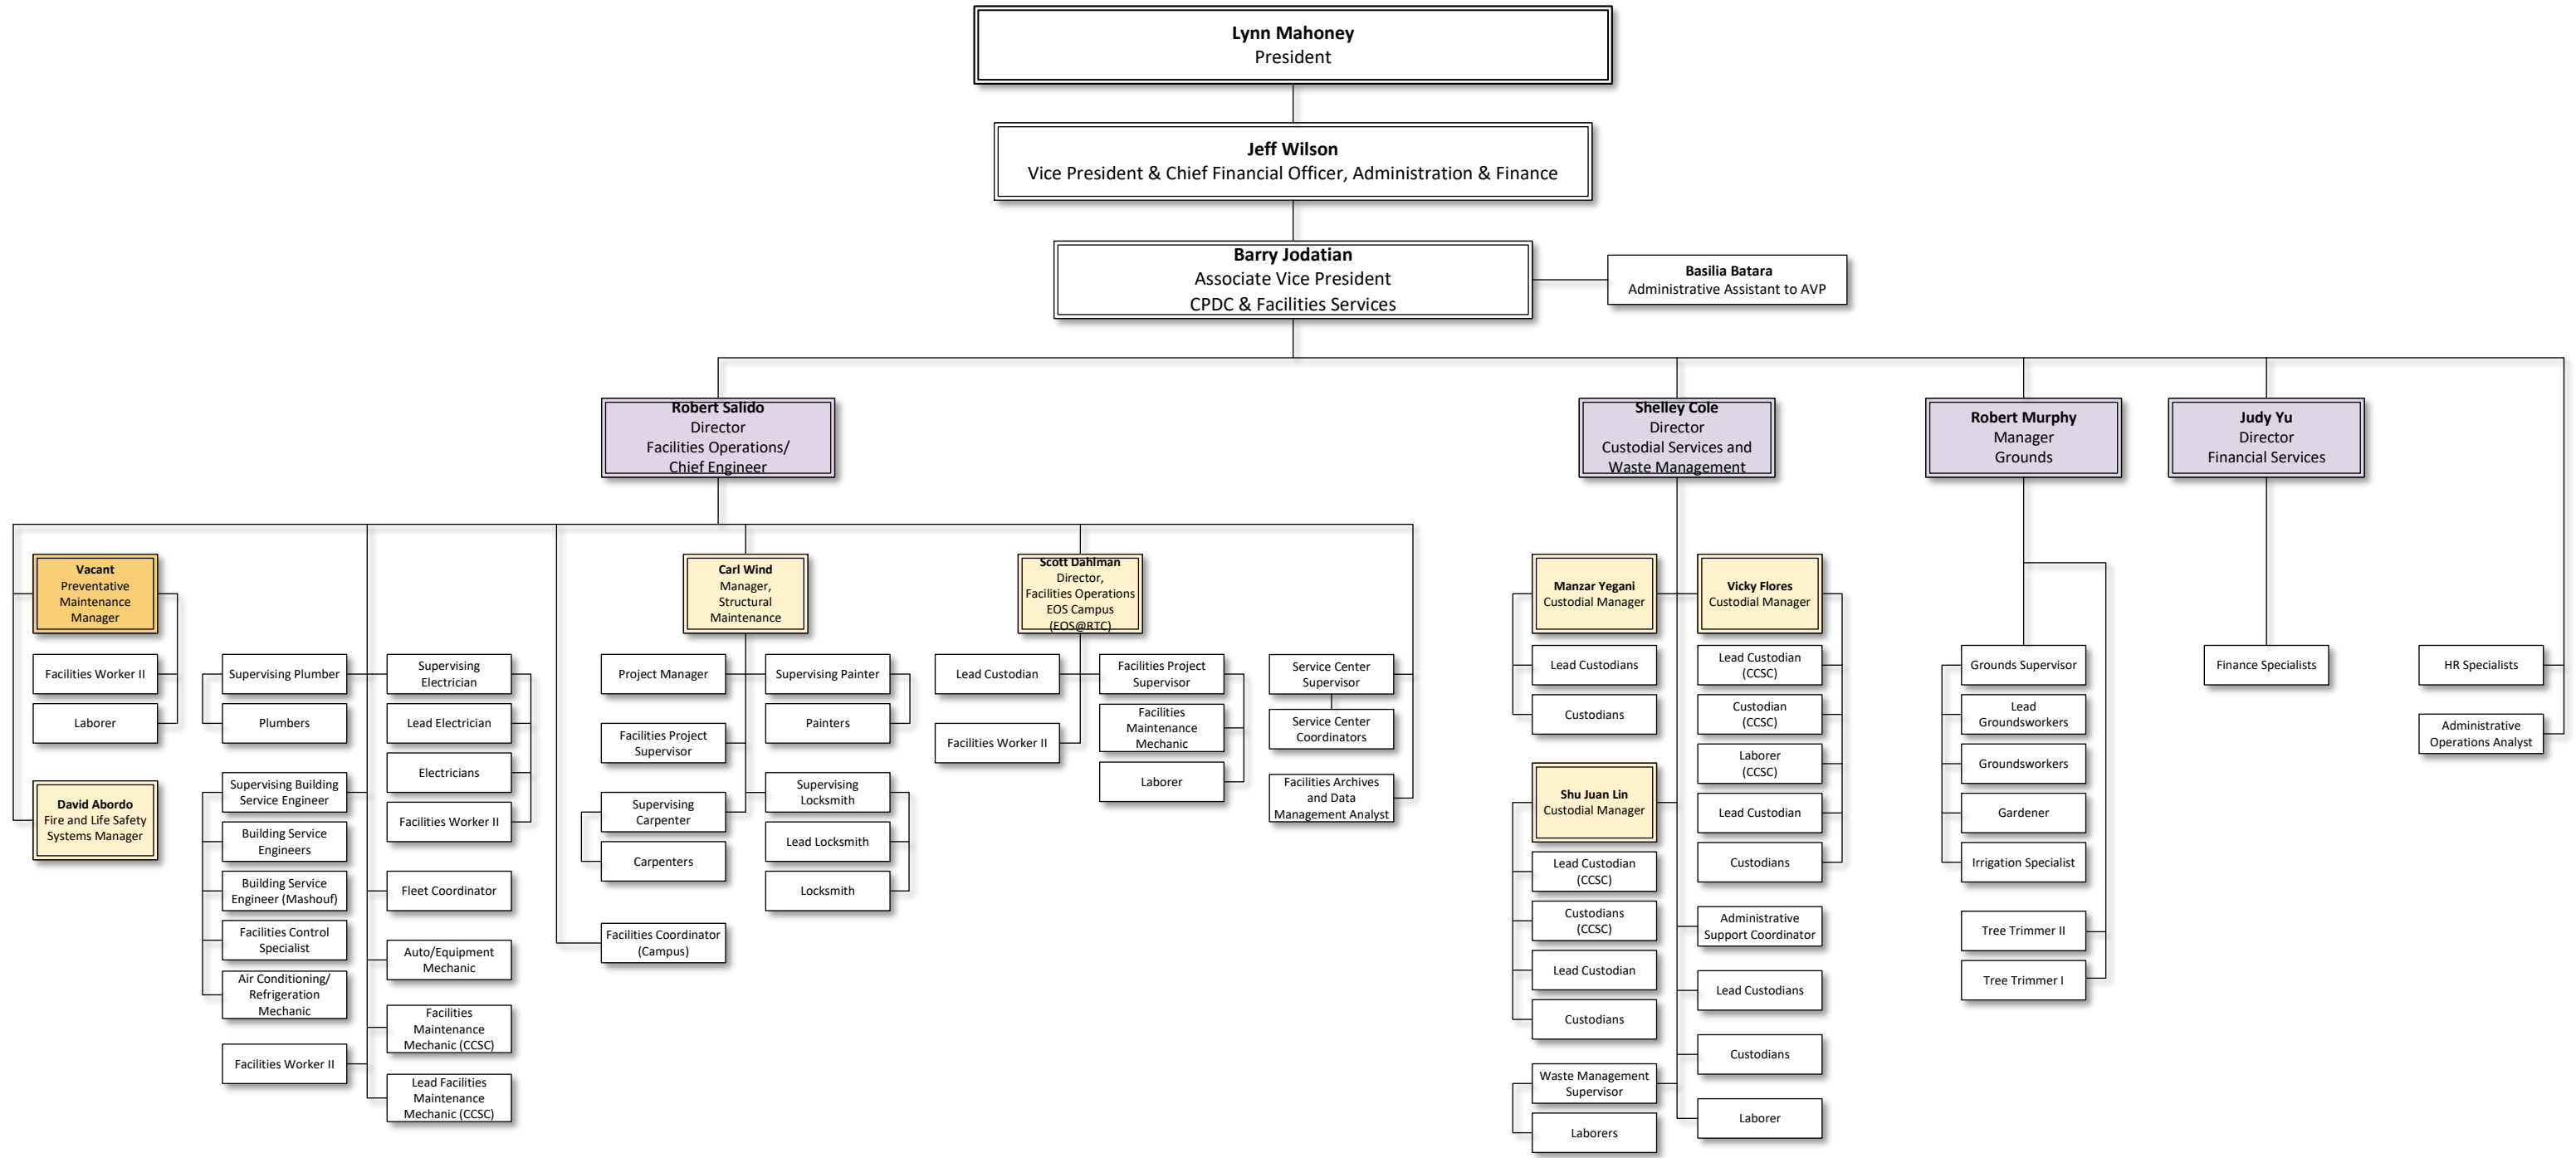 Lynn Mahoney
President
Jeff Wilson
Vice President & Chief Financial Officer, Administration & Finance
Barry Jodatian
Associate Vice President
CPDC & Facilities Services
Basilia Batara
Administrative Assistant to AVP
Robert Salido
Director
Facilities Operations/
Chief Engineer
Shelley Cole
Director
Custodial Services and
Waste Management
Robert Murphy
Manager
Grounds
Judy Yu
Director
Financial Services
Vacant
Preventative
Maintenance
Manager
Facilities Worker II
Laborer
David Abordo
Fire and Life Safety
Systems Manager
Supervising Plumber
Plumbers
Supervising Building
Service Engineer
Building Service
Engineers
Building Service
Engineer (Mashouf)
Facilities Control
Specialist
Air Conditioning/
Refrigeration
Mechanic
Facilities Worker II
Supervising
Electrician
Lead Electrician
Electricians
Facilities Worker II
Fleet Coordinator
Auto/Equipment
Mechanic
Facilities
Maintenance
Mechanic (CCSC)
Lead Facilities
Maintenance
Mechanic (CCSC)
Carl Wind
Manager,
Structural
Maintenance
Project Manager
Facilities Project
Supervisor
Supervising
Carpenter
Carpenters
Facilities Coordinator
(Campus)
Supervising Painter
Painters
Supervising
Locksmith
Lead Locksmith
Locksmith
Scott Dahlman
Director,
Facilities Operations
EOS Campus
(EOS@RTC)
Lead Custodian
Facilities Worker II
Facilities Project
Supervisor
Facilities
Maintenance
Mechanic
Laborer
Service Center
Supervisor
Service Center
Coordinators
Facilities Archives
and Data
Management Analyst
Manzar Yegani
Custodial Manager
Lead Custodians
Custodians
Shu Juan Lin
Custodial Manager
Lead Custodian
(CCSC)
Custodians
(CCSC)
Lead Custodian
Custodians
Waste Management
Supervisor
Laborers
Vicky Flores
Custodial Manager
Lead Custodian
(CCSC)
Custodian
(CCSC)
Laborer
(CCSC)
Lead Custodian
Custodians
Administrative
Support Coordinator
Lead Custodians
Custodians
Laborer
Grounds Supervisor
Lead
Groundsworkers
Groundsworkers
Gardener
Irrigation Specialist
Tree Trimmer II
Tree Trimmer I
Finance Specialists
HR Specialists
Administrative
Operations Analyst